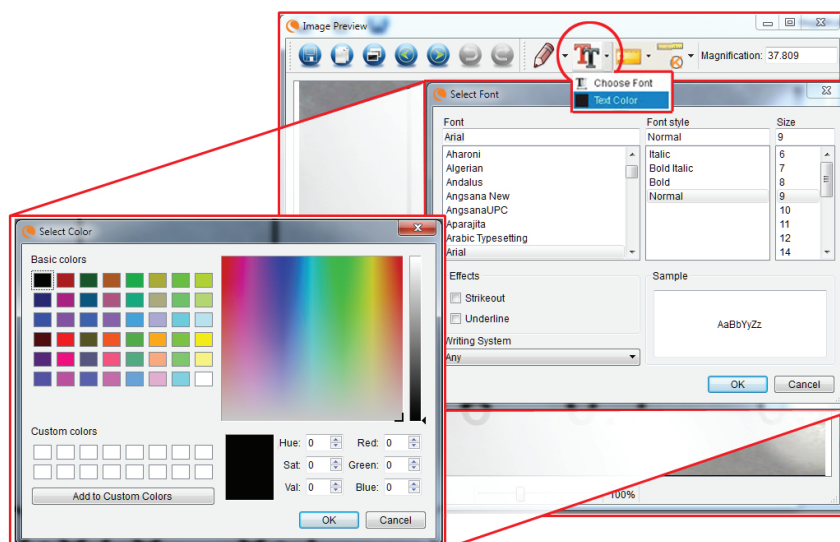 Image Preview
Magnification: 37.809
Choose Font
Text Color
Select Font
Font
Arial
Aharoni
Algerian
Andalus
Angsana New
AngsanaUPC
Aparajita
Arabic Typesetting
Arial
Font style
Normal
Italic
Bold Italic
Bold
Normal
Size
9
6
7
8
9
10
11
12
14
Effects
Strikeout
Underline
Writing System
Any
Sample
AaBbYyZz
OK
Cancel
Select Color
Basic colors
Custom colors
Add to Custom Colors
Hue: 0
Red: 0
Sat: 0
Green: 0
Val: 0
Blue: 0
OK
Cancel
100%